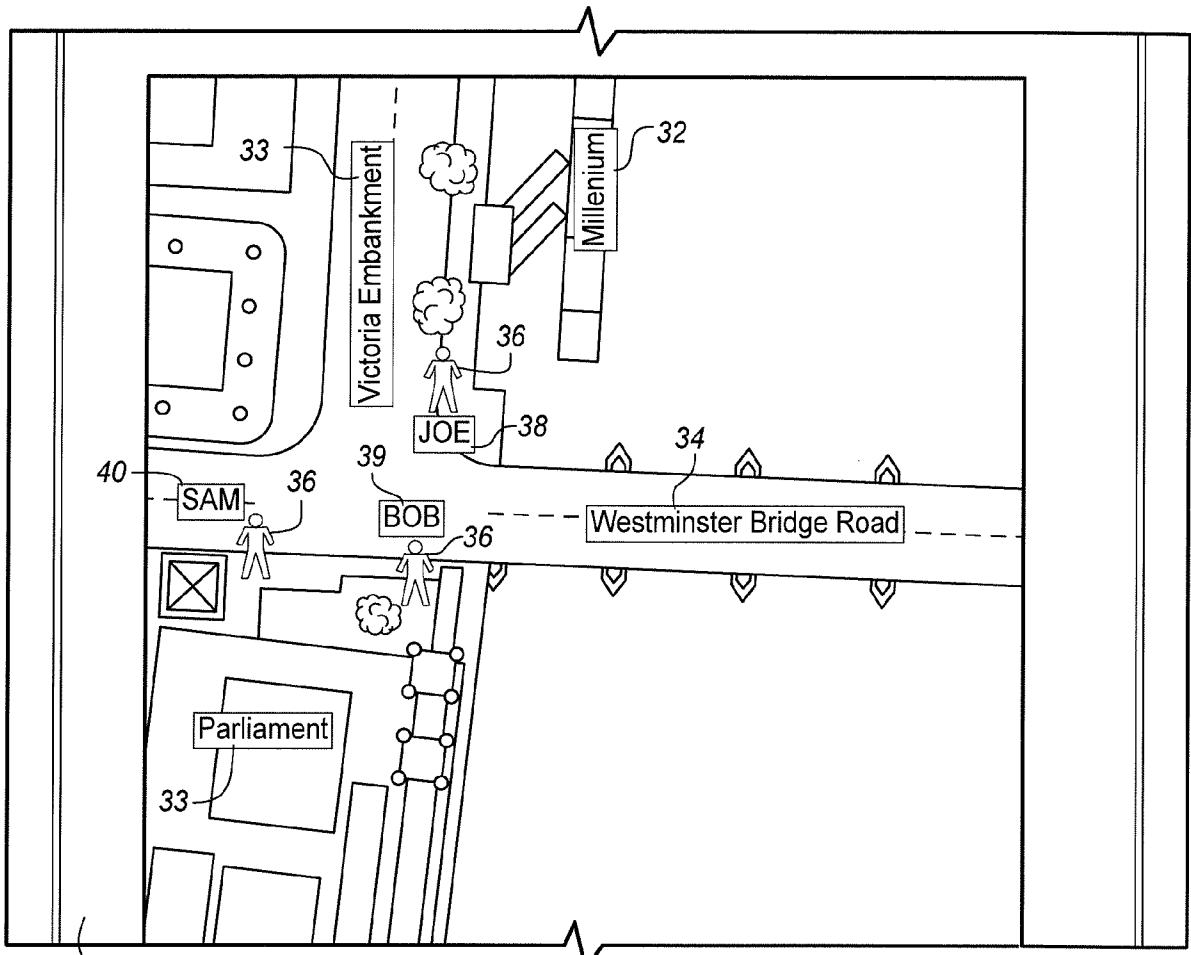 32
33
Millenium
Victoria Embankment
36
JOE
38
34
39
40
SAM
36
BOB
Westminster Bridge Road
36
Parliament
33